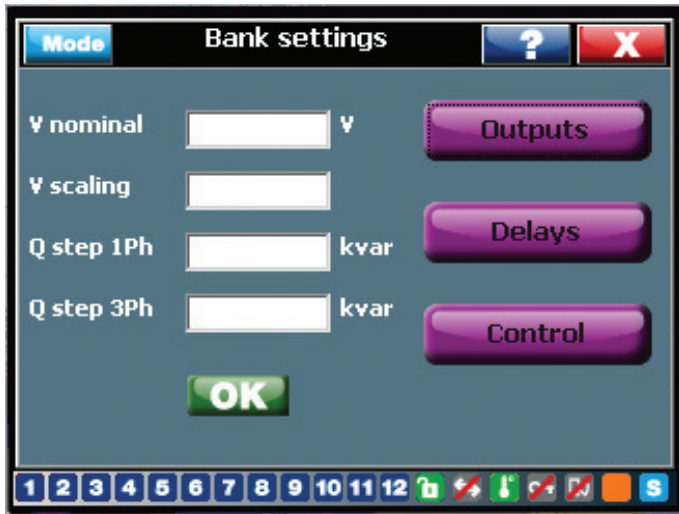 Mode Bank settings ? X
V nominal V Outputs
V scaling
Q step 1Ph kvar Delays
Q step 3Ph kvar Control
OK
1 2 3 4 5 6 7 8 9 10 11 12 S